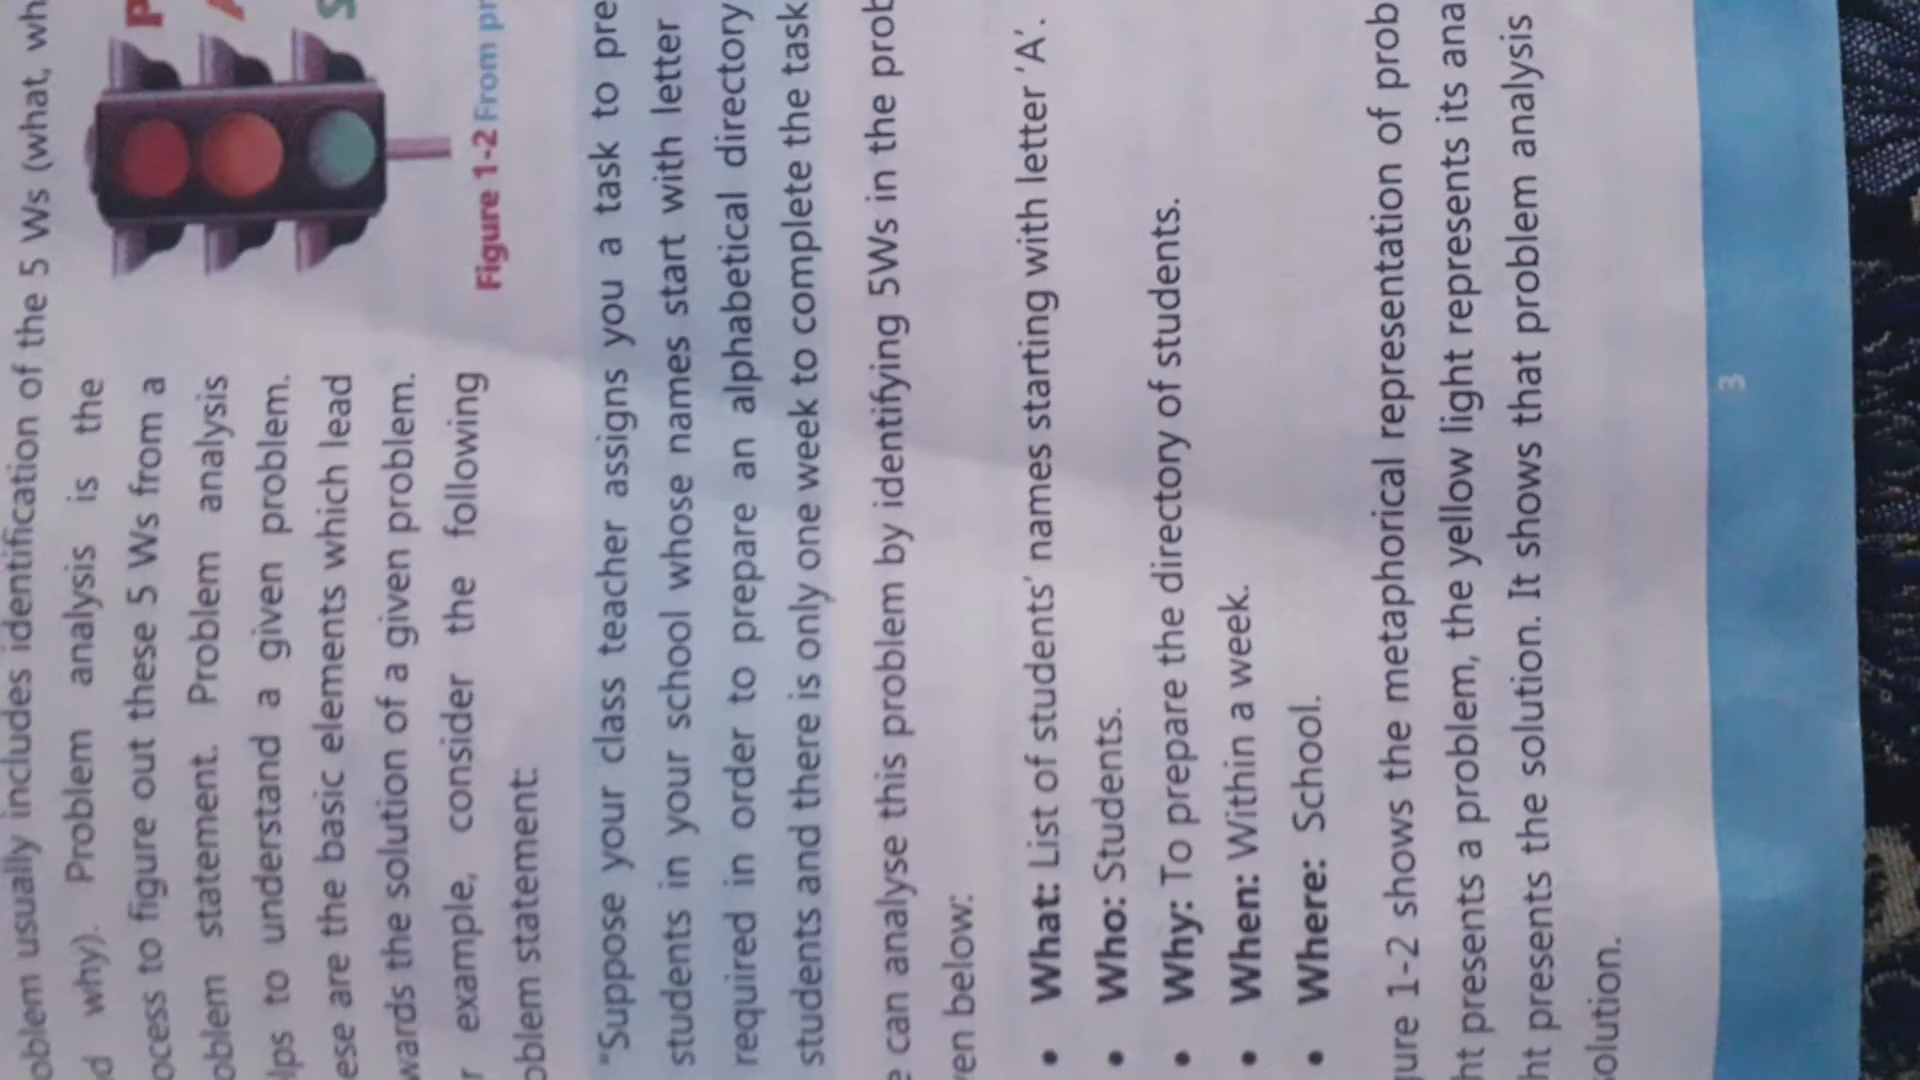 oblem usually includes identification of the 5 Ws (what, wh
d why). Problem analysis is the
ocess to figure out these 5 Ws from a
oblem statement. Problem analysis
lps to understand a given problem.
ese are the basic elements which lead
wards the solution of a given problem.
r example, consider the following
oblem statement:
P
A
S
Figure 1-2 From pr
"Suppose your class teacher assigns you a task to pre
students in your school whose names start with letter
required in order to prepare an alphabetical directory
students and there is only one week to complete the task
e can analyse this problem by identifying 5Ws in the prob
ven below:
• What: List of students' names starting with letter 'A'.
• Who: Students.
• Why: To prepare the directory of students.
• When: Within a week.
• Where: School.
gure 1-2 shows the metaphorical representation of prob
ht presents a problem, the yellow light represents its ana
ht presents the solution. It shows that problem analysis
solution.
3